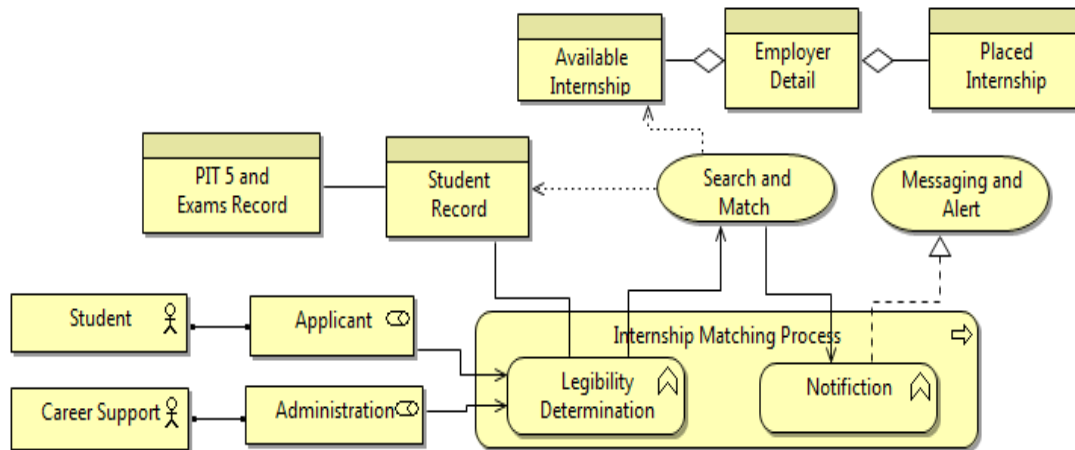 Available
Internship
Employer
Detail
Placed
Internship
PIT 5 and
Exams Record
Student
Record
Search and
Match
Messaging and
Alert
Student
Applicant
Internship Matching Process
Legibility
Determination
Notifiction
Career Support
Administration